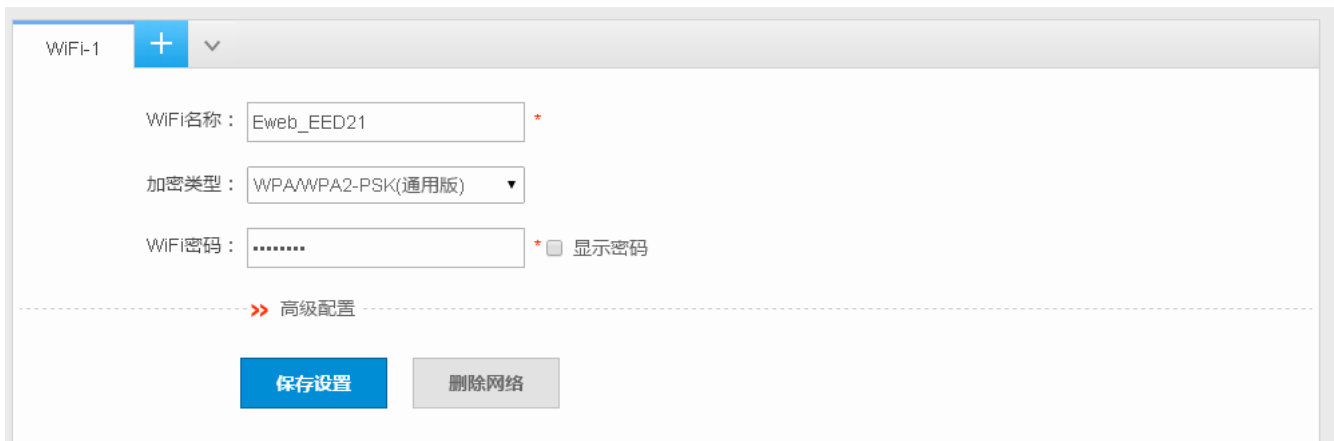 WiFi-1
WiFi名称： Eweb_EED21 *
加密类型： WPA/WPA2-PSK(通用版)
WiFi密码： •••••••• * 显示密码
高级配置
保存设置 删除网络